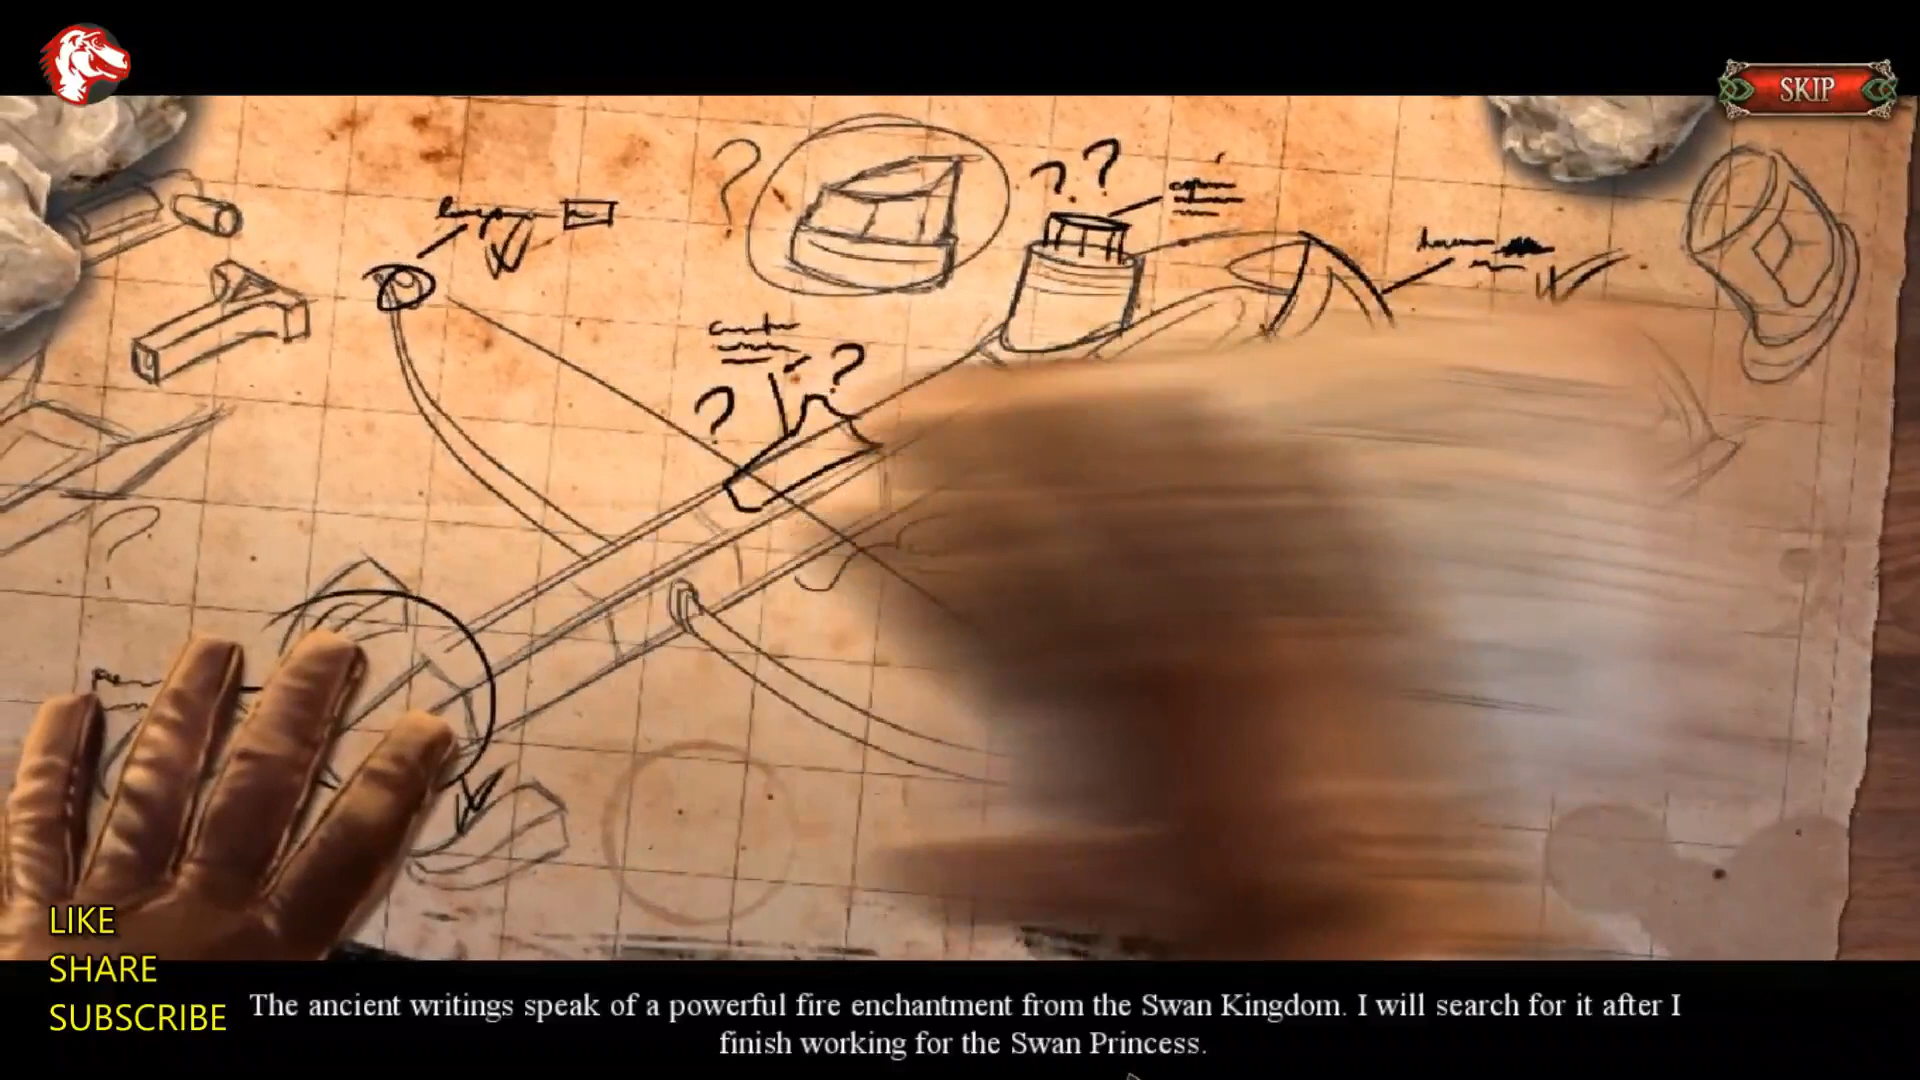 SKIP
? ? ?
? ?
?
LIKE
SHARE
SUBSCRIBE
The ancient writings speak of a powerful fire enchantment from the Swan Kingdom. I will search for it after I
finish working for the Swan Princess.